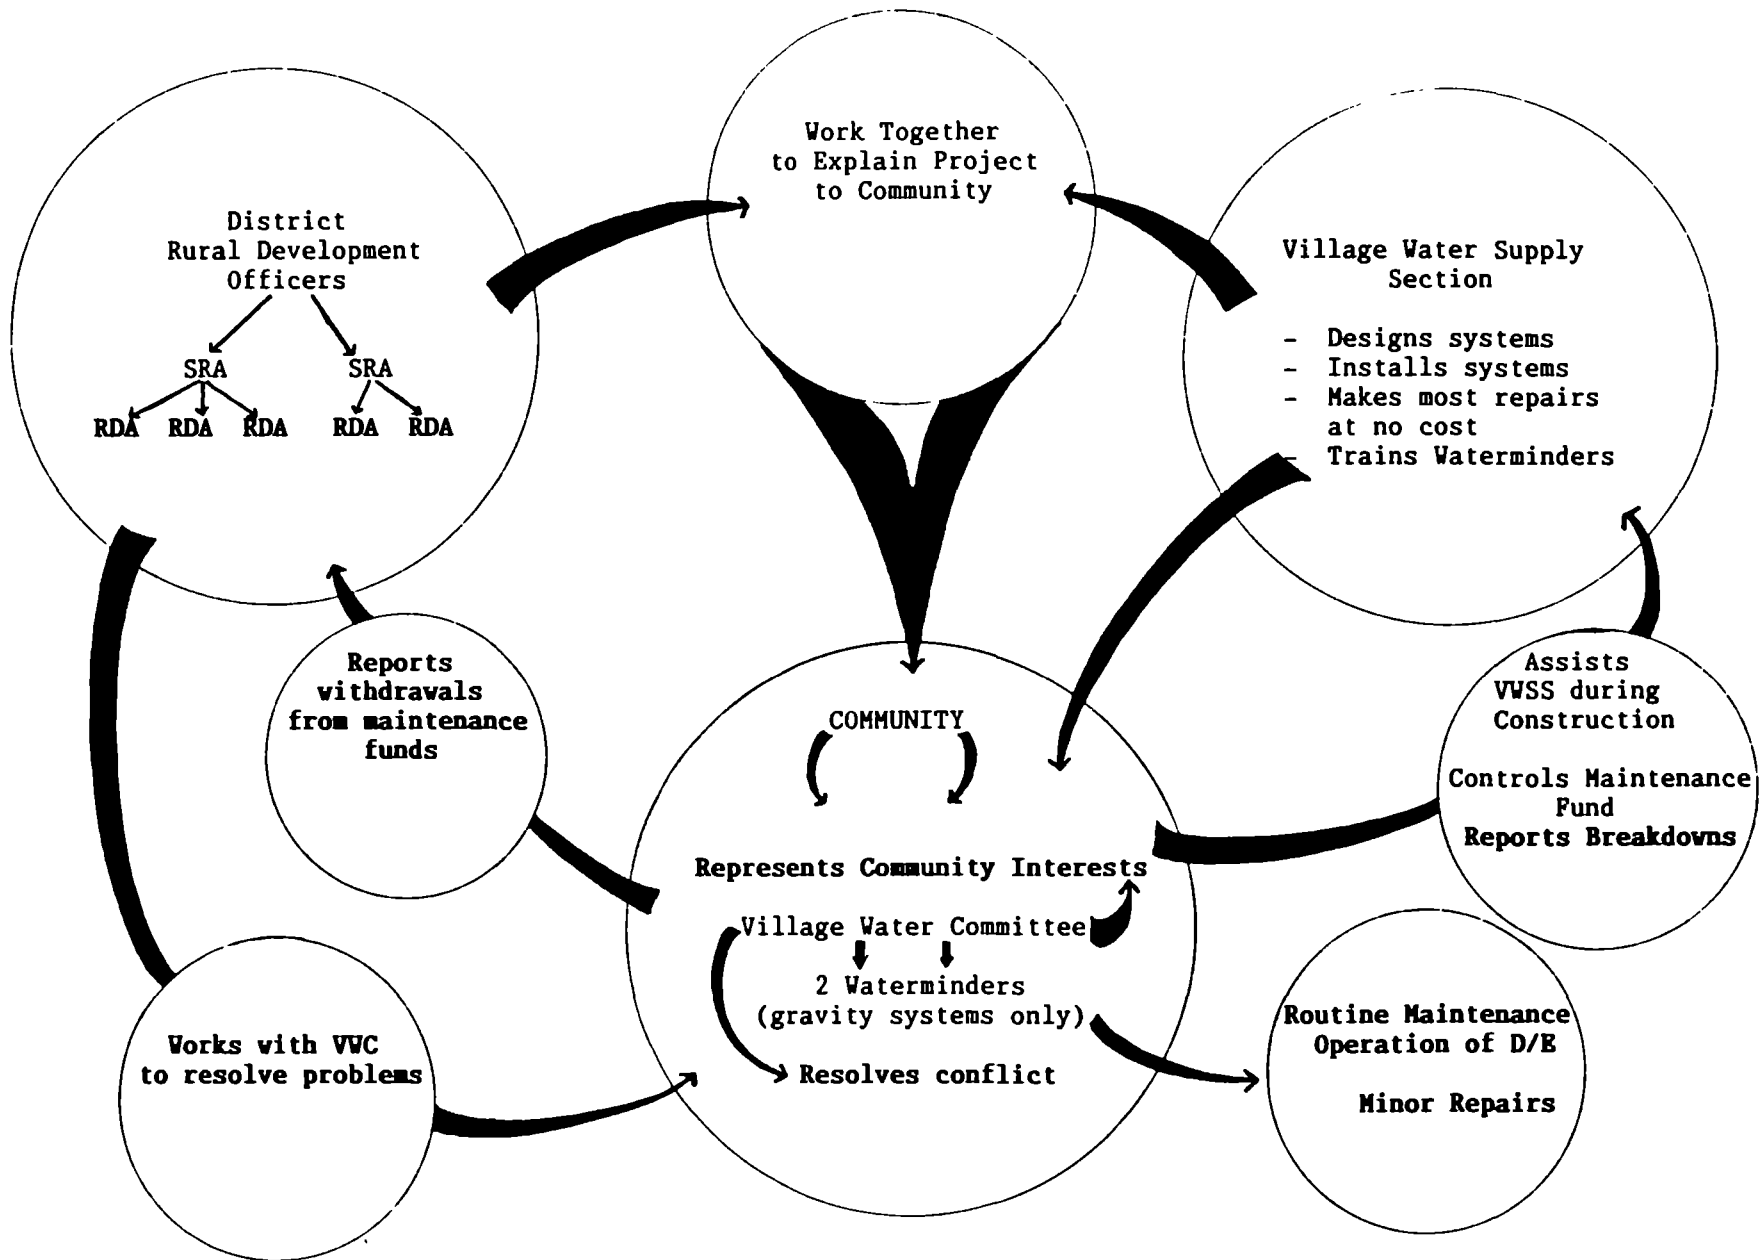 Work Together
to Explain Project
to Community
District
Rural Development
Officers
SRA SRA
RDA RDA RDA RDA RDA
Village Water Supply
Section
- Designs systems
- Installs systems
- Makes most repairs
at no cost
- Trains Waterminders
Reports
withdrawals
from maintenance
funds
Assists
VWSS during
Construction
Controls Maintenance
Fund
Reports Breakdowns
COMMUNITY
Represents Community Interests
Village Water Committee
2 Waterminders
(gravity systems only)
Resolves conflict
Works with VWC
to resolve problems
Routine Maintenance
Operation of D/E
Minor Repairs